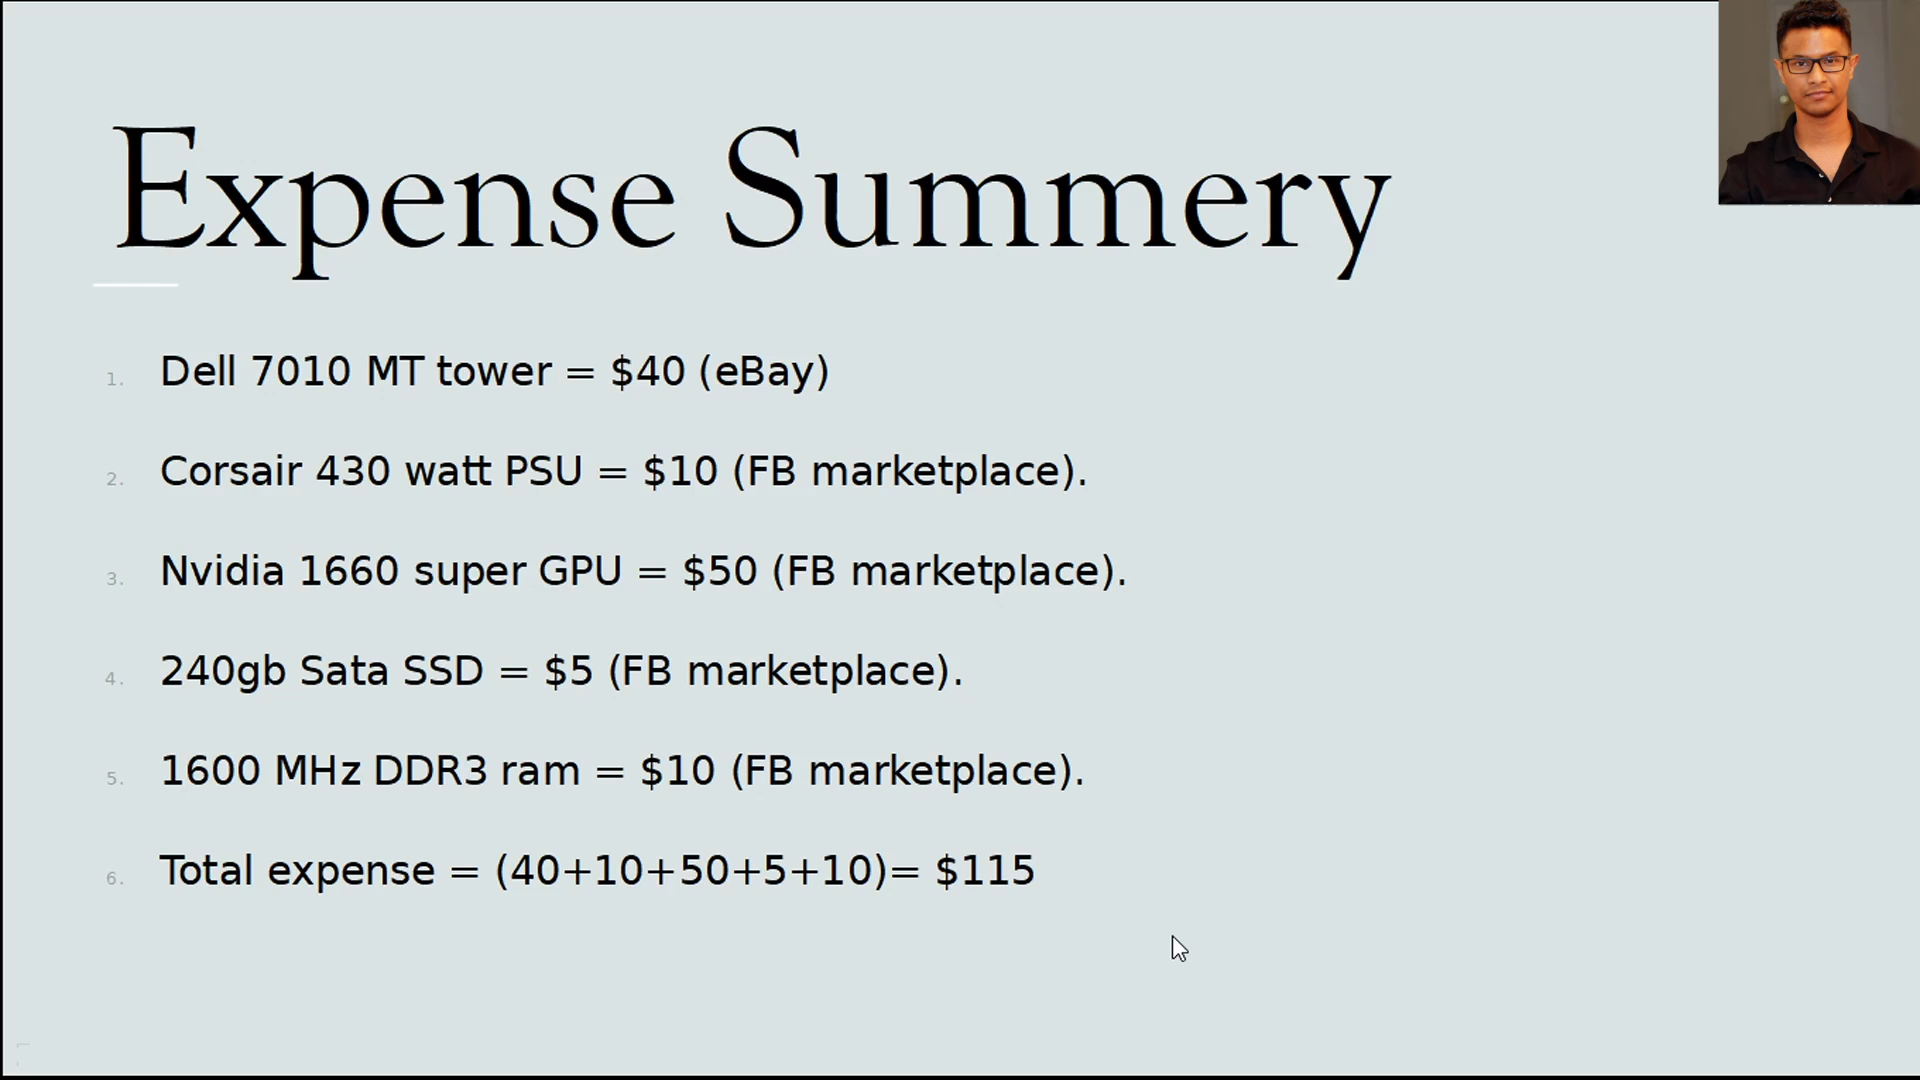 Expense Summery
1. Dell 7010 MT tower = $40 (eBay)
2. Corsair 430 watt PSU = $10 (FB marketplace).
3. Nvidia 1660 super GPU = $50 (FB marketplace).
4. 240gb Sata SSD = $5 (FB marketplace).
5. 1600 MHz DDR3 ram = $10 (FB marketplace).
6. Total expense = (40+10+50+5+10)= $115